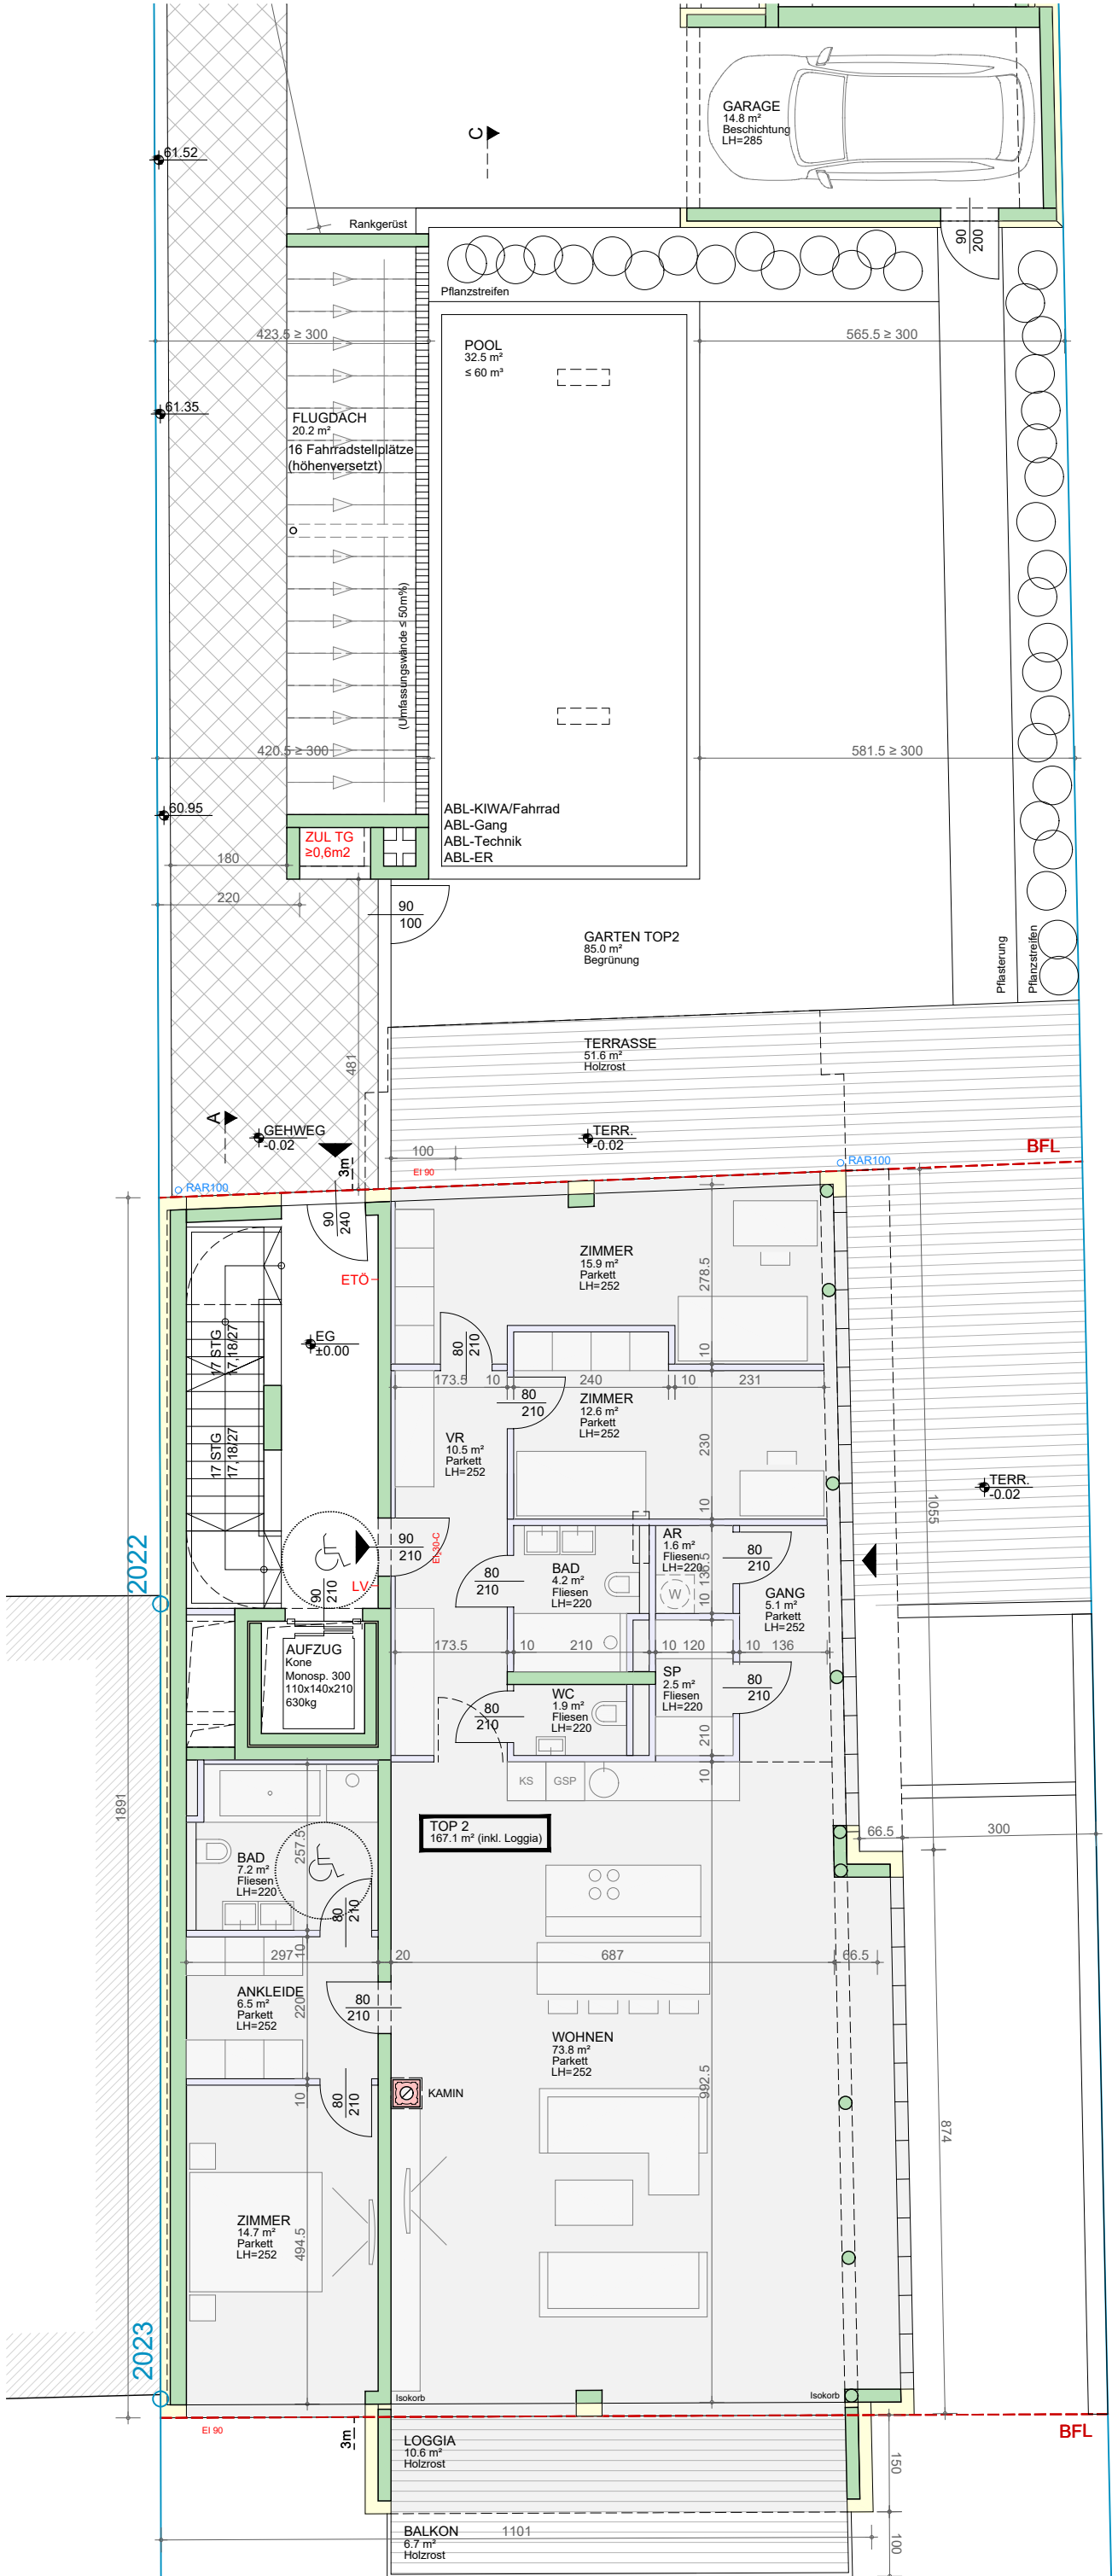 GARAGE
14.8 m²
Beschichtung
LH=285
C
61.52
Rankgerüst
90
200
Pflanzstreifen
423.5 ≥ 300
565.5 ≥ 300
POOL
32.5 m²
≤ 60 m³
61.35
FLUGDACH
20.2 m²
16 Fahrradstellplätze
(höhenversetzt)
(Umfassungswände ≤ 50m%)
420.5 ≥ 300
581.5 ≥ 300
60.95
ABL-KIWA/Fahrrad
ABL-Gang
ABL-Technik
ABL-ER
ZUL TG
≥0,6m2
180
220
90
100
GARTEN TOP2
85.0 m²
Begrünung
Pflasterung
Pflanzstreifen
481
TERRASSE
51.6 m²
Holzrost
A
GEHWEG
-0.02
TERR.
-0.02
3m
100
EI 90
BFL
RAR100
RAR100
90
240
ETÖ
ZIMMER
15.9 m²
Parkett
LH=252
278.5
EG
±0.00
17 STG
17,18/27
17 STG
17,18/27
80
210
10
173.5
10
240
10
231
80
210
ZIMMER
12.6 m²
Parkett
LH=252
VR
10.5 m²
Parkett
LH=252
230
10
TERR.
-0.02
1055
90
210
EI 30-C
LV
90
210
BAD
4.2 m²
Fliesen
LH=220
80
210
AR
1.6 m²
Fliesen
LH=220
136.5
10
W
80
210
GANG
5.1 m²
Parkett
LH=252
2022
AUFZUG
Kone
Monosp. 300
110x140x210
630kg
173.5
10
210
10
120
10
136
SP
2.5 m²
Fliesen
LH=220
80
210
WC
1.9 m²
Fliesen
LH=220
80
210
210
10
KS
GSP
1891
TOP 2
167.1 m² (inkl. Loggia)
66.5
300
257.5
BAD
7.2 m²
Fliesen
LH=220
80
210
10
297
20
687
66.5
ANKLEIDE
6.5 m²
Parkett
LH=252
220
80
210
WOHNEN
73.8 m²
Parkett
LH=252
992.5
10
80
210
KAMIN
874
ZIMMER
14.7 m²
Parkett
LH=252
494.5
2023
Isokorb
Isokorb
EI 90
3m
BFL
LOGGIA
10.6 m²
Holzrost
150
BALKON
6.7 m²
Holzrost
1101
100